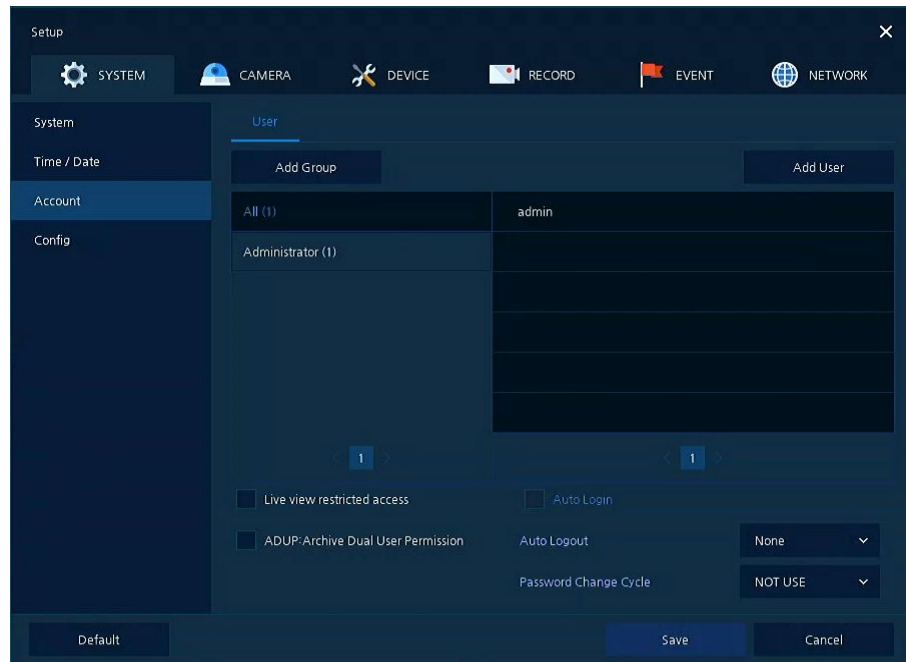 Setup
SYSTEM CAMERA DEVICE RECORD EVENT NETWORK
System
Time / Date
Account
Config
User
Add Group Add User
All (1)
Administrator (1)
admin
1 1
Live view restricted access Auto Login
ADUP:Archive Dual User Permission Auto Logout None
Password Change Cycle NOT USE
Default Save Cancel